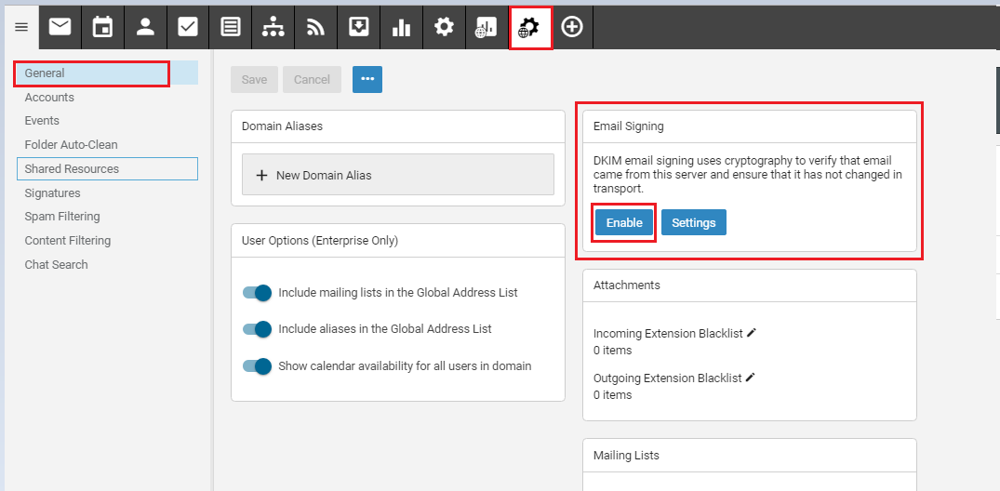 General
Accounts
Events
Folder Auto-Clean
Shared Resources
Signatures
Spam Filtering
Content Filtering
Chat Search
Save
Cancel
Domain Aliases
New Domain Alias
User Options (Enterprise Only)
Include mailing lists in the Global Address List
Include aliases in the Global Address List
Show calendar availability for all users in domain
Email Signing
DKIM email signing uses cryptography to verify that email
came from this server and ensure that it has not changed in
transport.
Enable
Settings
Attachments
Incoming Extension Blacklist
0 items
Outgoing Extension Blacklist
0 items
Mailing Lists